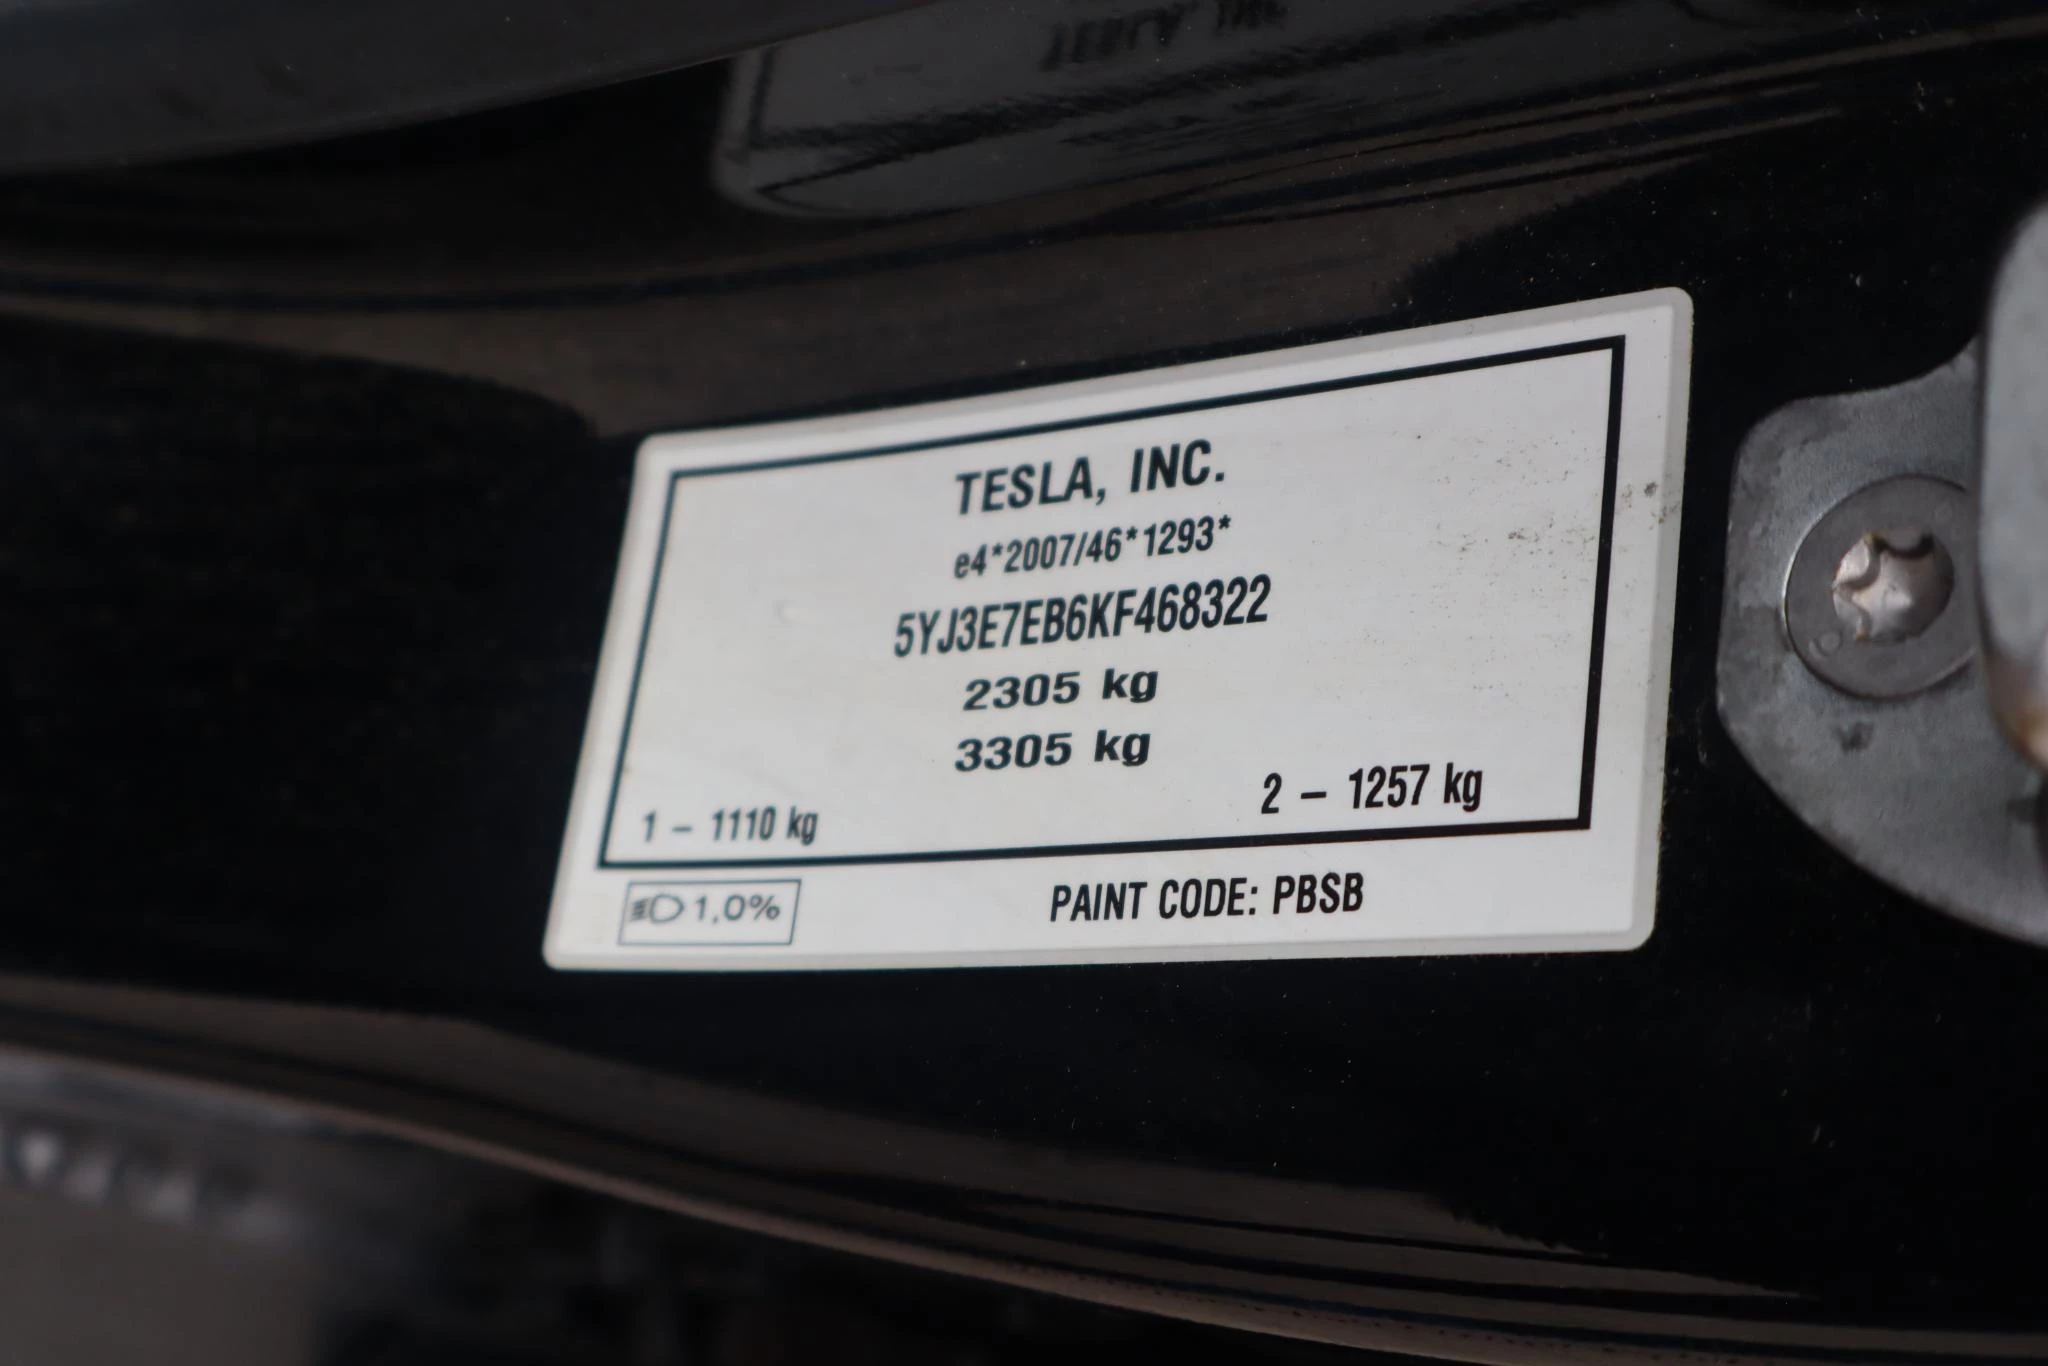 TESLA, INC.
e4*2007/46*1293*
5YJ3E7EB6KF468322
2305 kg
3305 kg
1 – 1110 kg
2 – 1257 kg
1,0%
PAINT CODE: PBSB